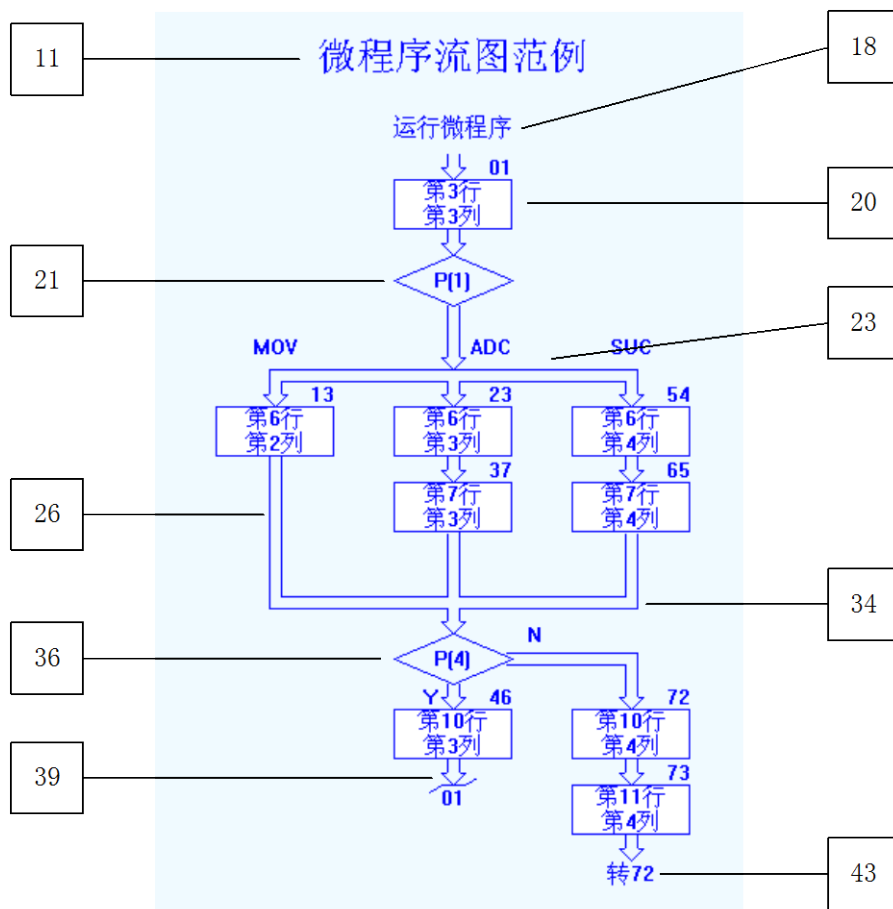 11
微程序流图范例
18
运行微程序
01
第3行
第3列
20
21
P(1)
23
MOV
ADC
SUC
13
第6行
第2列
23
第6行
第3列
54
第6行
第4列
37
第7行
第3列
65
第7行
第4列
26
34
36
P(4)
N
Y
46
第10行
第3列
72
第10行
第4列
39
01
73
第11行
第4列
转72
43